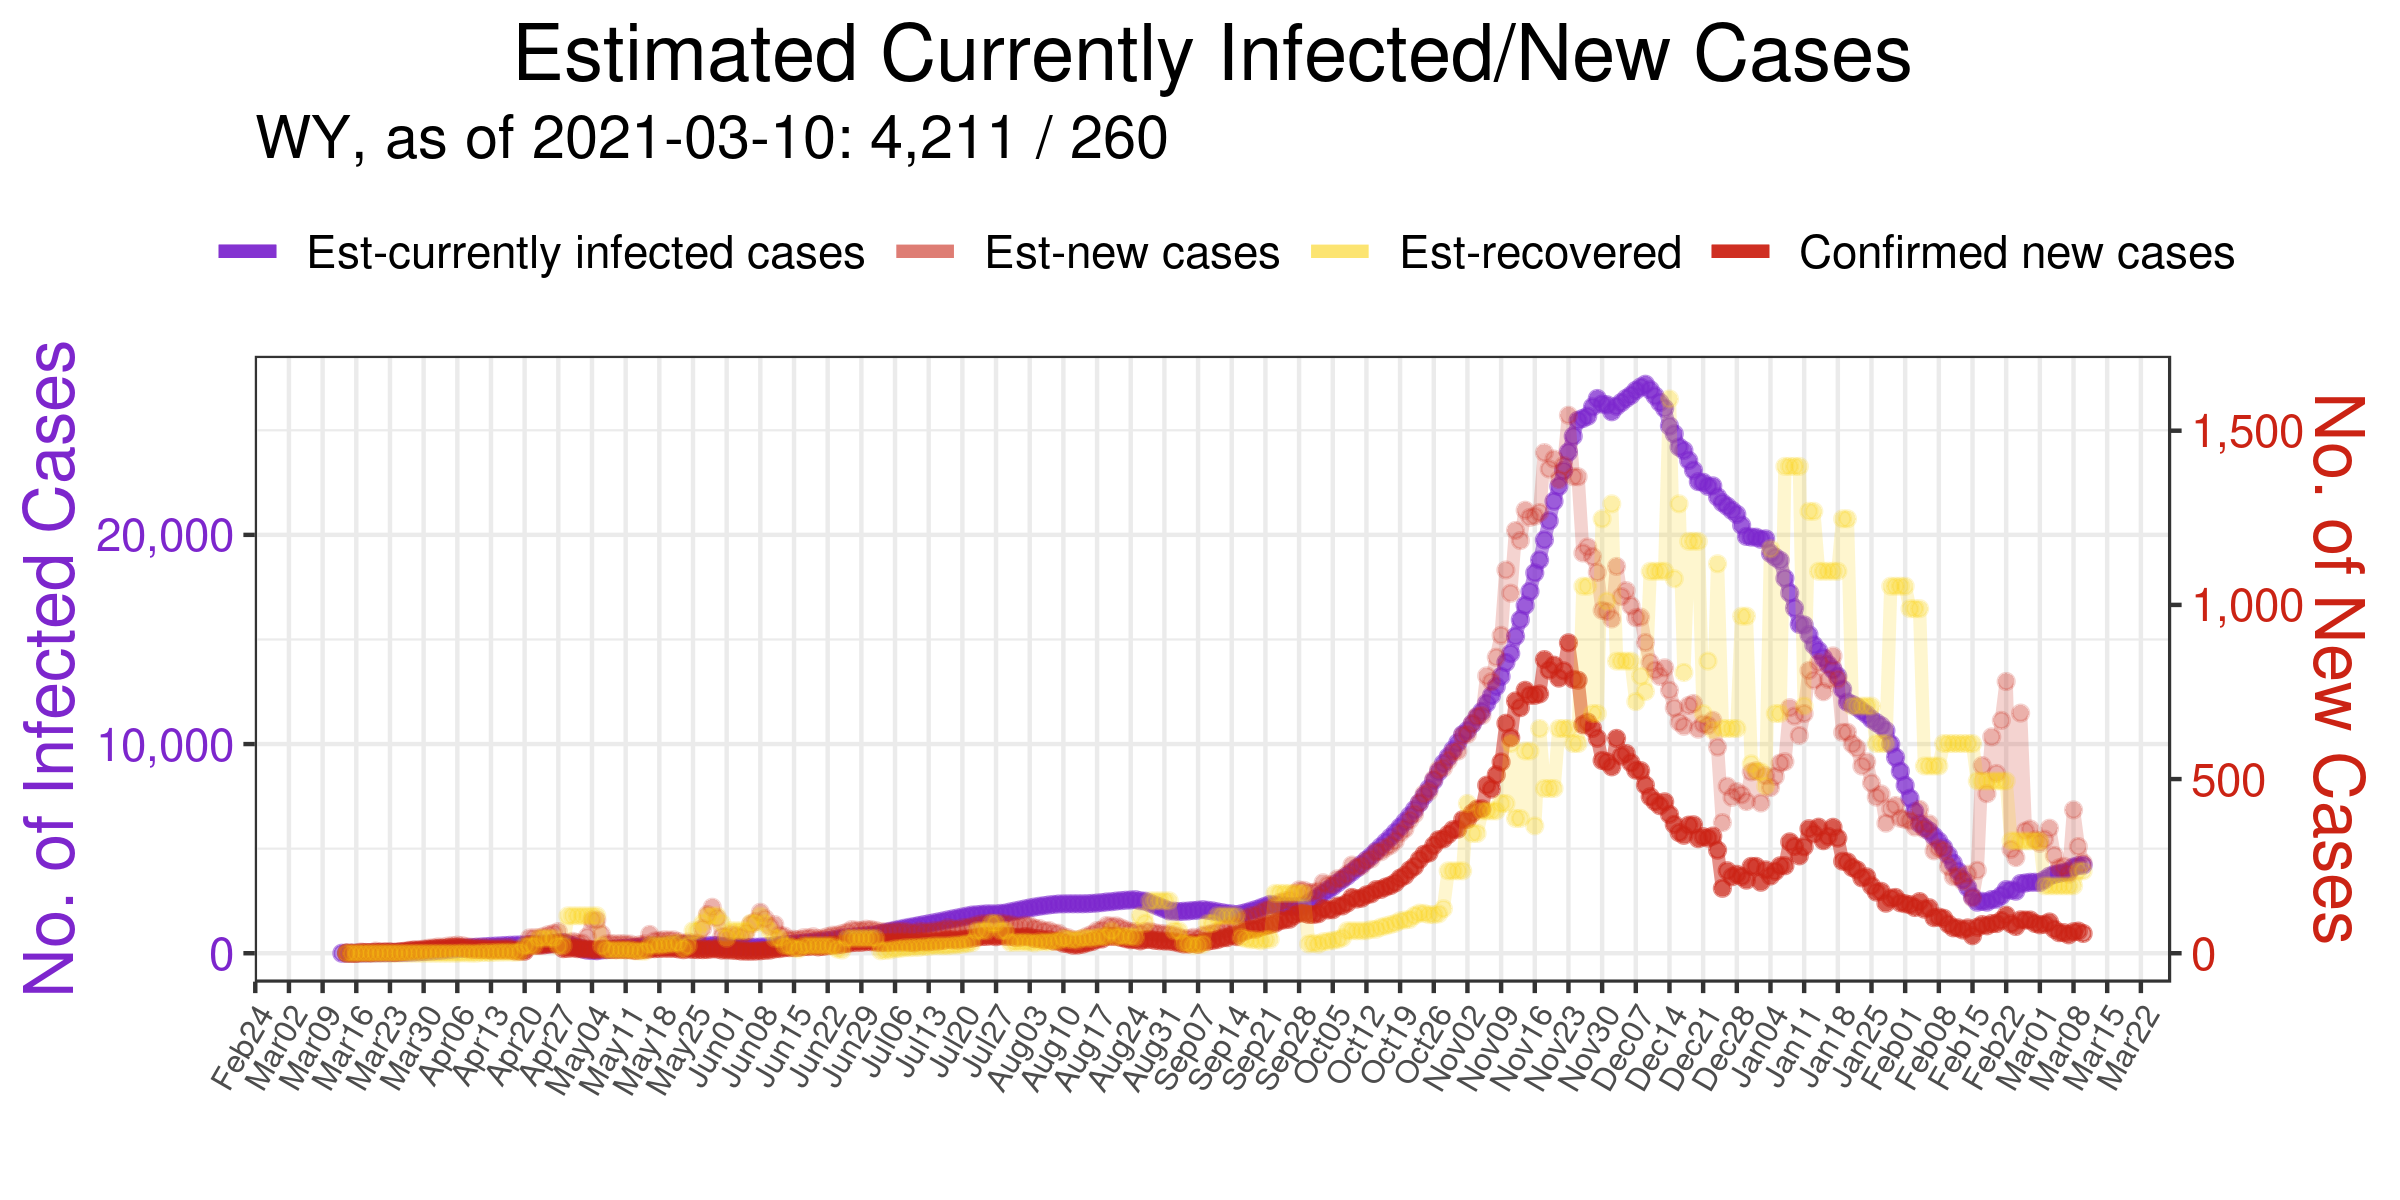 Estimated Currently Infected/New Cases
WY, as of 2021-03-10: 4,211 / 260
Est-currently infected cases
Est-new cases
Est-recovered
Confirmed new cases
No. of Infected Cases
20,000
10,000
0
1,500
1,000
500
0
No. of New Cases
Feb24
Mar02
Mar09
Mar16
Mar23
Mar30
Apr06
Apr13
Apr20
Apr27
May04
May11
May18
May25
Jun01
Jun08
Jun15
Jun22
Jun29
Jul06
Jul13
Jul20
Jul27
Aug03
Aug10
Aug17
Aug24
Aug31
Sep07
Sep14
Sep21
Sep28
Oct05
Oct12
Oct19
Oct26
Nov02
Nov09
Nov16
Nov23
Nov30
Dec07
Dec14
Dec21
Dec28
Jan04
Jan11
Jan18
Jan25
Feb01
Feb08
Feb15
Feb22
Mar01
Mar08
Mar15
Mar22